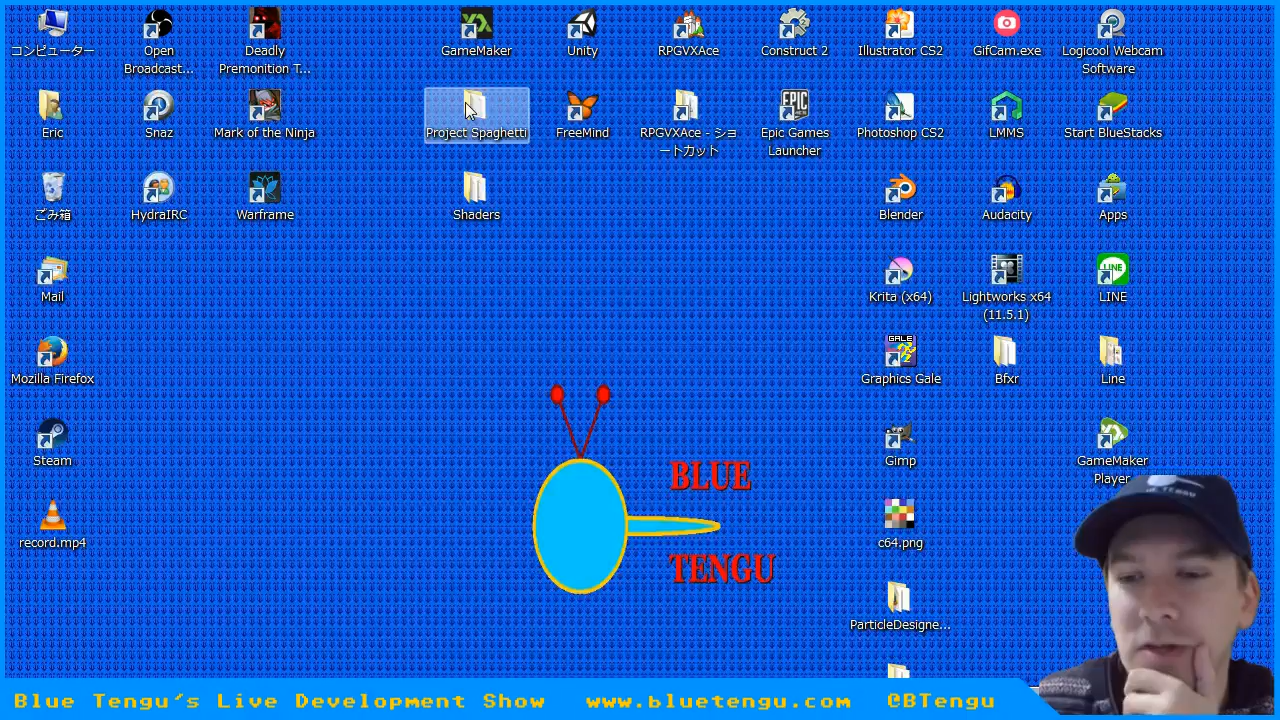 コンピューター
Open Broadcast...
Deadly Premonition T...
GameMaker
Unity
RPGVXAce
Construct 2
Illustrator CS2
GifCam.exe
Logicool Webcam Software
Eric
Snaz
Mark of the Ninja
Project Spaghetti
FreeMind
RPGVXAce - ショートカット
Epic Games Launcher
Photoshop CS2
LMMS
Start BlueStacks
ごみ箱
HydraIRC
Warframe
Shaders
Blender
Audacity
Apps
Mail
Krita (x64)
Lightworks x64 (11.5.1)
LINE
Mozilla Firefox
Graphics Gale
Bfxr
Line
Steam
Gimp
GameMaker Player
BLUE
record.mp4
c64.png
TENGU
ParticleDesigne...
Blue Tengu's Live Development Show www.bluetengu.com @BTengu